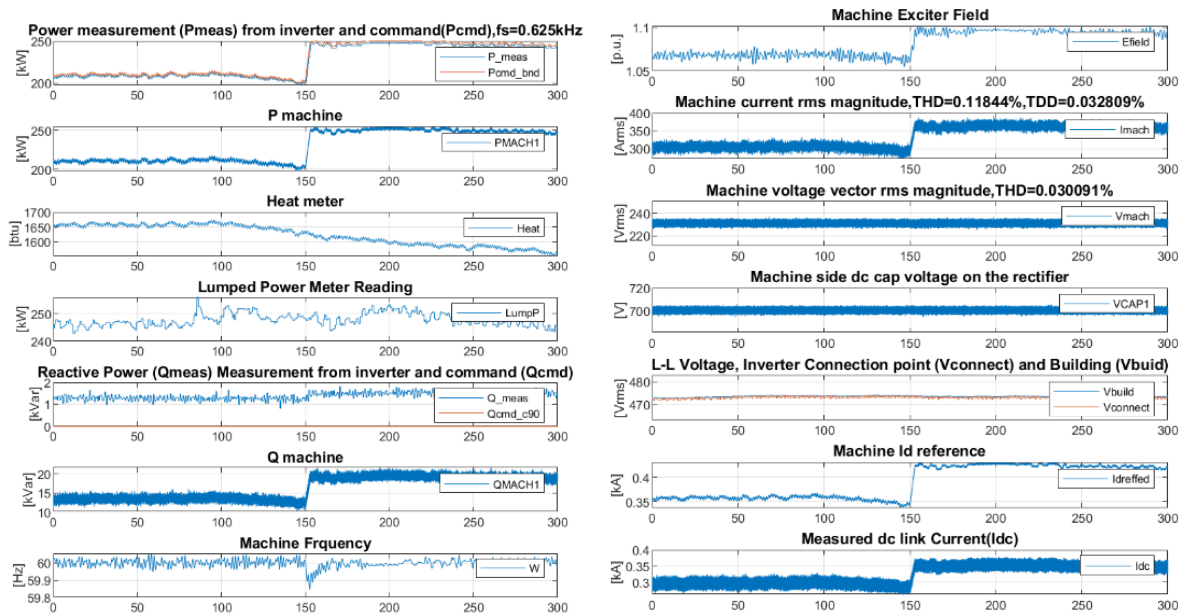 Power measurement (Pmeas) from inverter and command(Pcmd),fs=0.625kHz
250
200
[kW]
P_meas
Pcmd_bnd
0 50 100 150 200 250 300
P machine
250
200
[kW]
PMACH1
0 50 100 150 200 250 300
Heat meter
1700
1600
[btu]
Heat
0 50 100 150 200 250 300
Lumped Power Meter Reading
250
240
[kW]
LumpP
0 50 100 150 200 250 300
Reactive Power (Qmeas) Measurement from inverter and command (Qcmd)
2
1
0
[kVar]
Q_meas
Qcmd_c90
0 50 100 150 200 250 300
Q machine
20
15
10
[kVar]
QMACH1
0 50 100 150 200 250 300
Machine Frquency
60
59.9
59.8
[Hz]
W
0 50 100 150 200 250 300
Machine Exciter Field
1.1
1.05
[p.u.]
Efield
0 50 100 150 200 250 300
Machine current rms magnitude,THD=0.11844%,TDD=0.032809%
400
350
300
[Arms]
Imach
0 50 100 150 200 250 300
Machine voltage vector rms magnitude,THD=0.030091%
240
220
[Vrms]
Vmach
0 50 100 150 200 250 300
Machine side dc cap voltage on the rectifier
720
700
[V]
VCAP1
0 50 100 150 200 250 300
L-L Voltage, Inverter Connection point (Vconnect) and Building (Vbuid)
480
470
[Vrms]
Vbuild
Vconnect
0 50 100 150 200 250 300
Machine Id reference
0.4
0.35
[kA]
Idreffed
0 50 100 150 200 250 300
Measured dc link Current(Idc)
0.4
0.35
0.3
[kA]
Idc
0 50 100 150 200 250 300